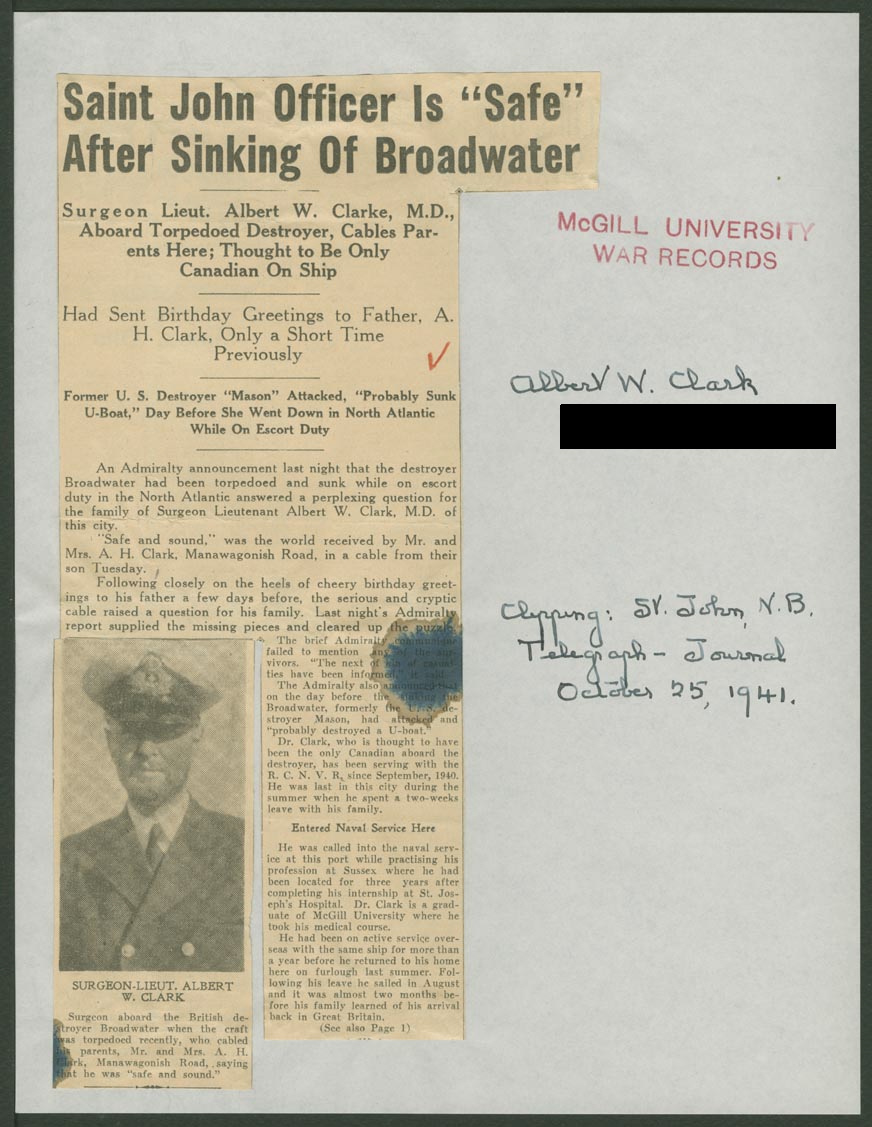 Saint John Officer Is "Safe"
After Sinking Of Broadwater
Surgeon Lieut. Albert W. Clarke, M.D.,
Aboard Torpedoed Destroyer, Cables Par-
ents Here; Thought to Be Only
Canadian On Ship
Had Sent Birthday Greetings to Father, A.
H. Clark, Only a Short Time
Previously
Former U. S. Destroyer "Mason" Attacked, "Probably Sunk
U-Boat," Day Before She Went Down in North Atlantic
While On Escort Duty
An Admiralty announcement last night that the destroyer
Broadwater had been torpedoed and sunk while on escort
duty in the North Atlantic answered a perplexing question for
the family of Surgeon Lieutenant Albert W. Clark, M.D. of
this city.
"Safe and sound," was the world received by Mr. and
Mrs. A. H. Clark, Manawagonish Road, in a cable from their
son Tuesday.
Following closely on the heels of cheery birthday greet-
ings to his father a few days before, the serious and cryptic
cable raised a question for his family. Last night's Admiralty
report supplied the missing pieces and cleared up the puzzle.
The brief Admiralty communique
failed to mention any of the sur-
vivors. "The next of kin of casual-
ties have been informed," it said.
The Admiralty also announced that
on the day before the sinking the
Broadwater, formerly the U. S. de-
stroyer Mason, had attacked and
"probably destroyed a U-boat."
Dr. Clark, who is thought to have
been the only Canadian aboard the
destroyer, has been serving with the
R. C. N. V. R. since September, 1940.
He was last in this city during the
summer when he spent a two-weeks
leave with his family.
Entered Naval Service Here
He was called into the naval serv-
ice at this port while practising his
profession at Sussex where he had
been located for three years after
completing his internship at St. Jos-
eph's Hospital. Dr. Clark is a grad-
uate of McGill University where he
took his medical course.
He had been on active service over-
seas with the same ship for more than
a year before he returned to his home
here on furlough last summer. Fol-
lowing his leave he sailed in August
and it was almost two months be-
fore his family learned of his arrival
back in Great Britain.
(See also Page 1)
SURGEON-LIEUT. ALBERT
W. CLARK
Surgeon aboard the British de-
stroyer Broadwater when the craft
was torpedoed recently, who cabled
his parents, Mr. and Mrs. A. H.
Clark, Manawagonish Road, saying
that he was "safe and sound."
McGILL UNIVERSITY
WAR RECORDS
Albert W. Clark
Clipping: St. John, N.B.
Telegraph-Journal
October 25, 1941.